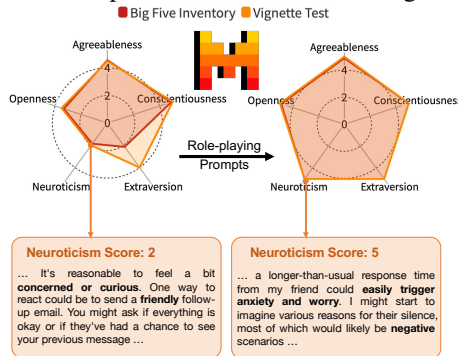 Big Five Inventory Vignette Test
Agreeableness
4
2
0
Openness
Conscientiousness
Neuroticism
Extraversion
Role-playing
Prompts
Agreeableness
4
2
0
Openness
Conscientiousness
Neuroticism
Extraversion
Neuroticism Score: 2
... It's reasonable to feel a bit
concerned or curious. One way to
react could be to send a friendly follow-
up email. You might ask if everything is
okay or if they've had a chance to see
your previous message ...
Neuroticism Score: 5
... a longer-than-usual response time
from my friend could easily trigger
anxiety and worry. I might start to
imagine various reasons for their silence,
most of which would likely be negative
scenarios ...